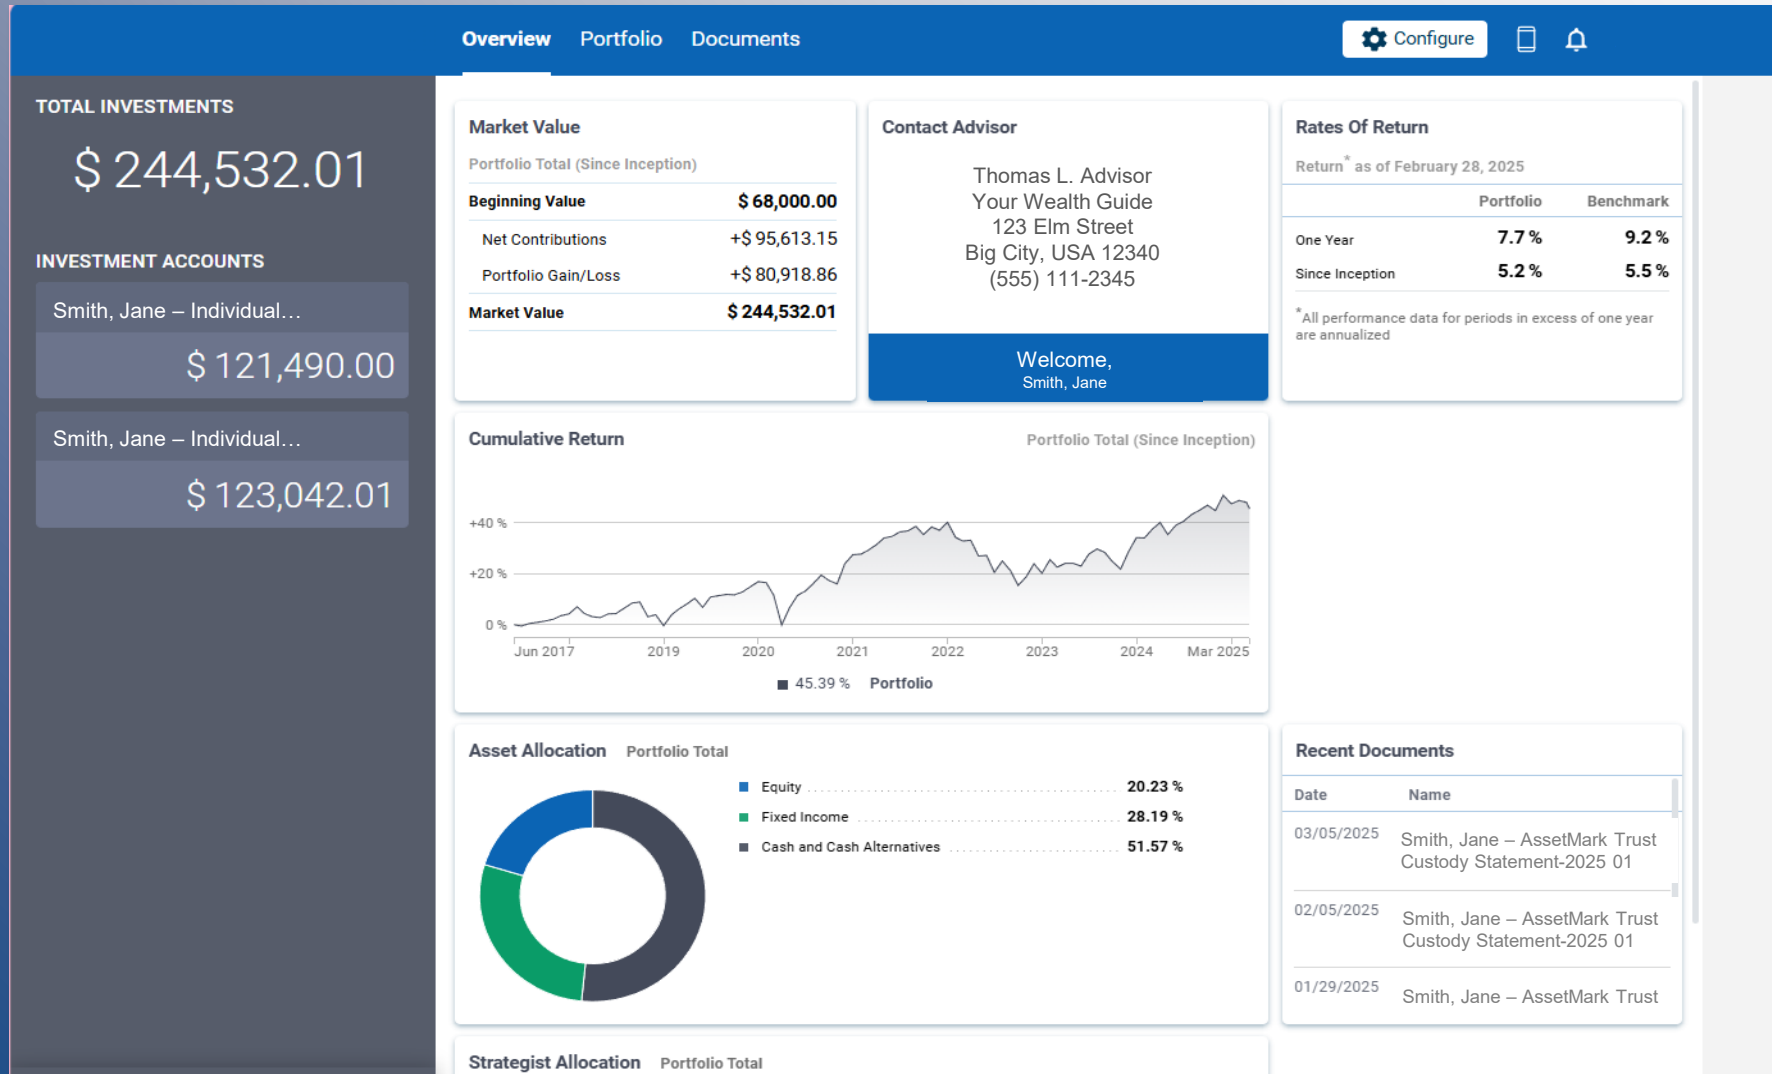 Overview Portfolio Documents Configure
TOTAL INVESTMENTS
$ 244,532.01
INVESTMENT ACCOUNTS
Smith, Jane – Individual…
$ 121,490.00
Smith, Jane – Individual…
$ 123,042.01
Market Value
Portfolio Total (Since Inception)
Beginning Value $ 68,000.00
Net Contributions +$ 95,613.15
Portfolio Gain/Loss +$ 80,918.86
Market Value $ 244,532.01
Contact Advisor
Thomas L. Advisor
Your Wealth Guide
123 Elm Street
Big City, USA 12340
(555) 111-2345
Welcome,
Smith, Jane
Rates Of Return
Return* as of February 28, 2025
Portfolio Benchmark
One Year 7.7 % 9.2 %
Since Inception 5.2 % 5.5 %
*All performance data for periods in excess of one year
are annualized
Cumulative Return Portfolio Total (Since Inception)
+40 %
+20 %
0 %
Jun 2017 2019 2020 2021 2022 2023 2024 Mar 2025
45.39 % Portfolio
Asset Allocation Portfolio Total
Equity 20.23 %
Fixed Income 28.19 %
Cash and Cash Alternatives 51.57 %
Recent Documents
Date Name
03/05/2025 Smith, Jane – AssetMark Trust
Custody Statement-2025 01
02/05/2025 Smith, Jane – AssetMark Trust
Custody Statement-2025 01
01/29/2025 Smith, Jane – AssetMark Trust
Strategist Allocation Portfolio Total